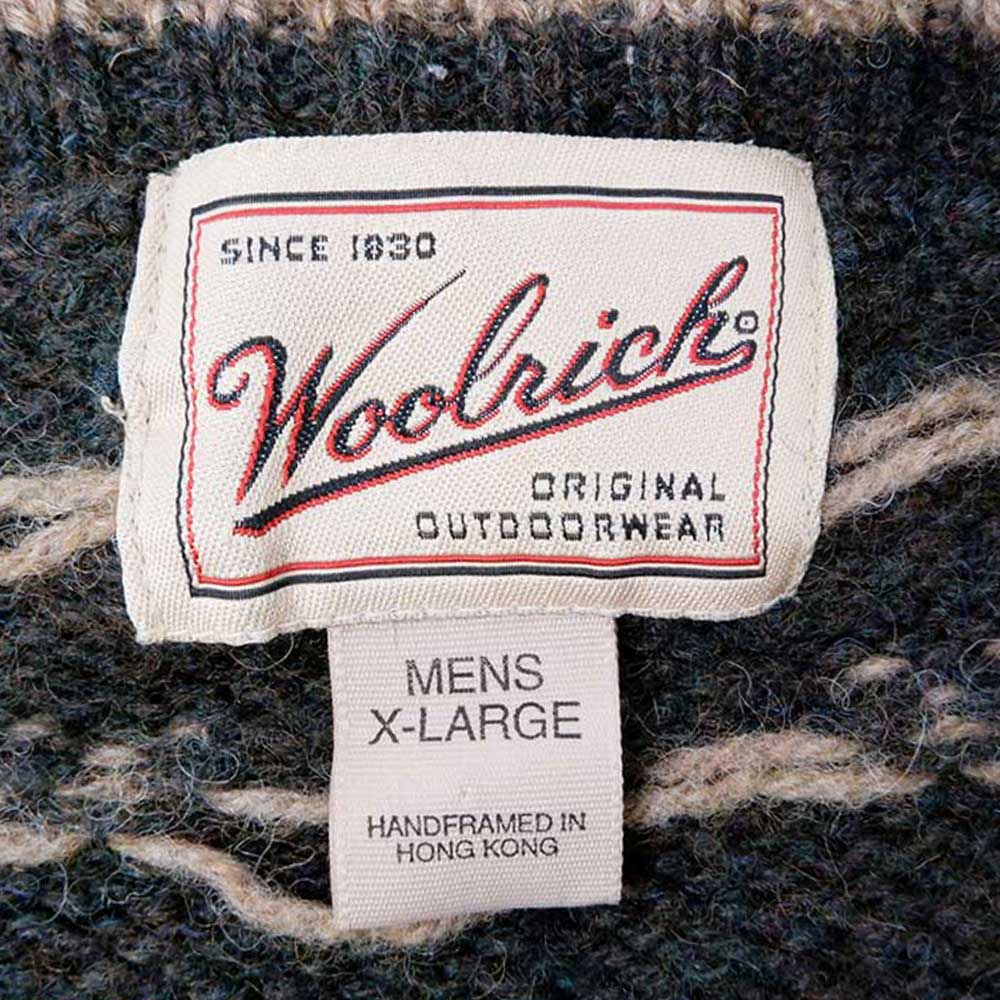 SINCE 1830
Woolrich®
ORIGINAL
OUTDOORWEAR
MENS
X-LARGE
HANDFRAMED IN
HONG KONG